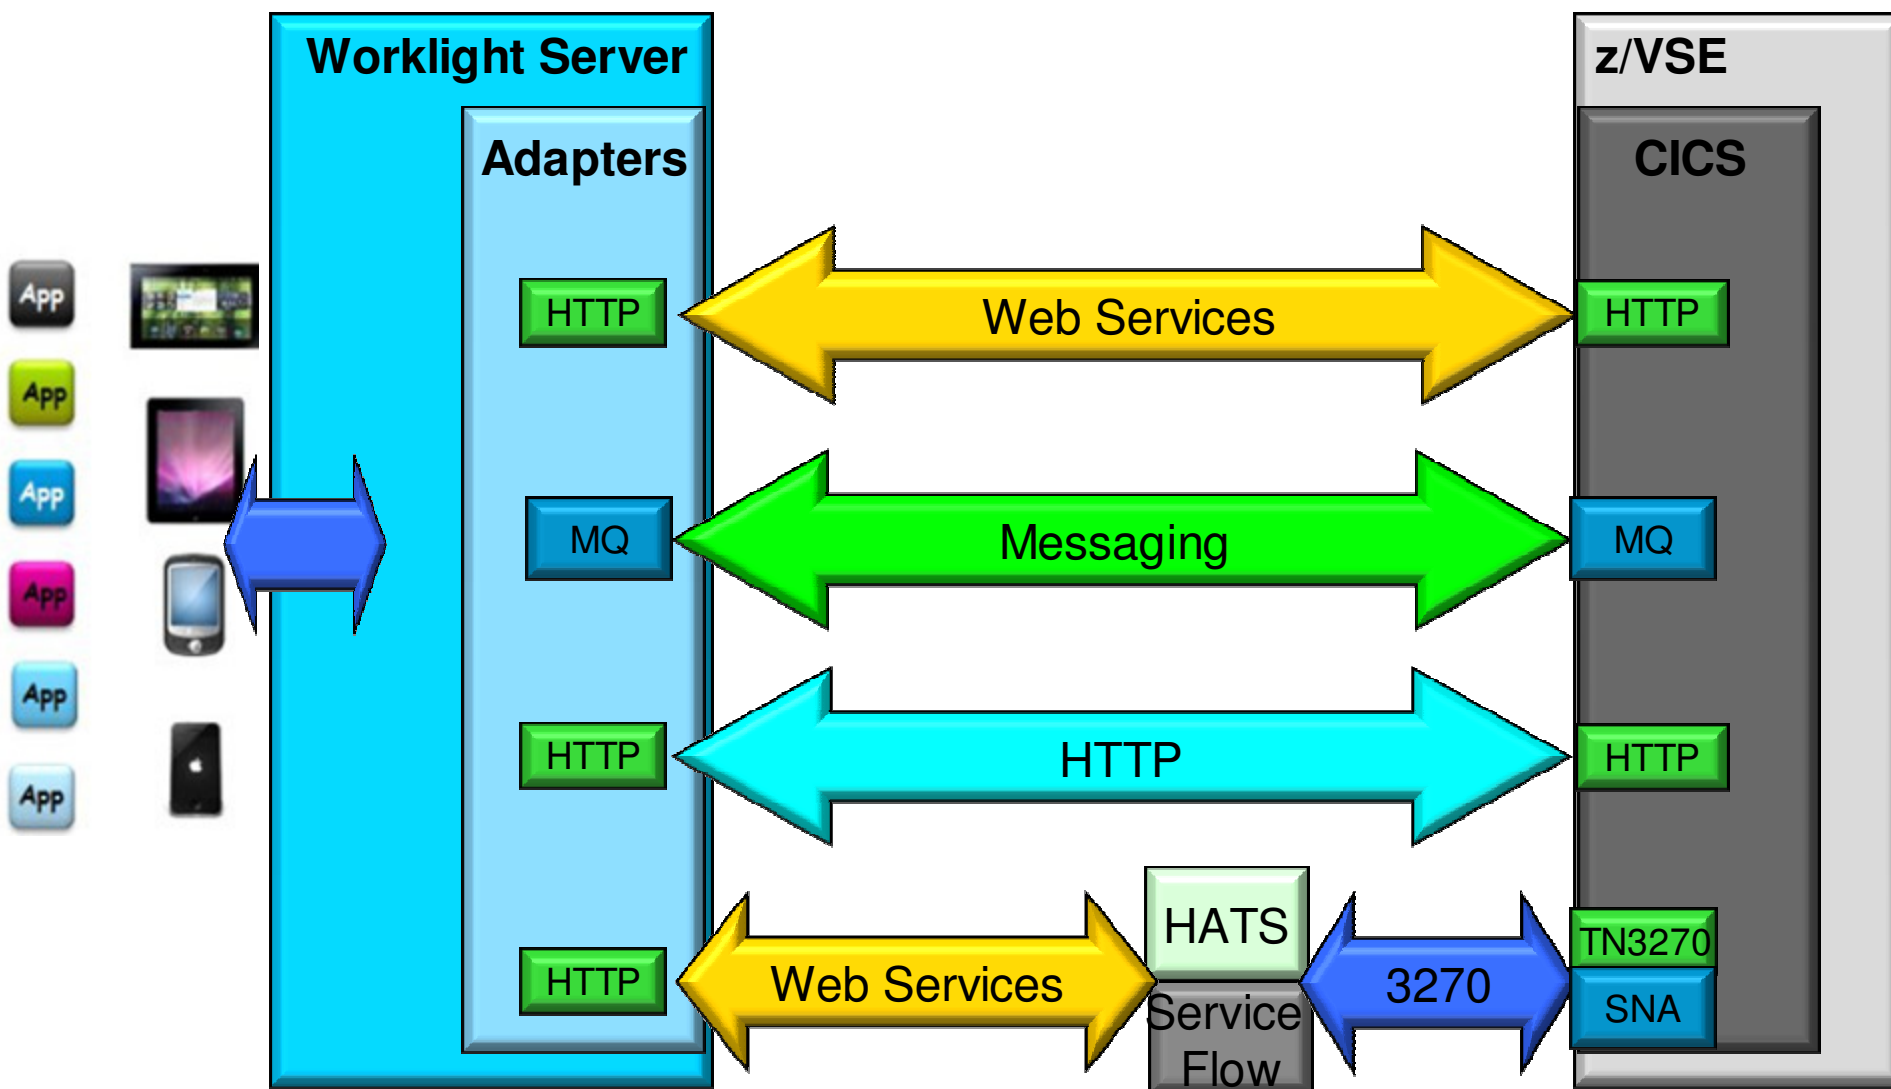 Worklight Server
z/VSE
Adapters
CICS
App
App
App
App
App
App
HTTP
Web Services
HTTP
MQ
Messaging
MQ
HTTP
HTTP
HTTP
HTTP
Web Services
HATS
Service
Flow
3270
TN3270
SNA